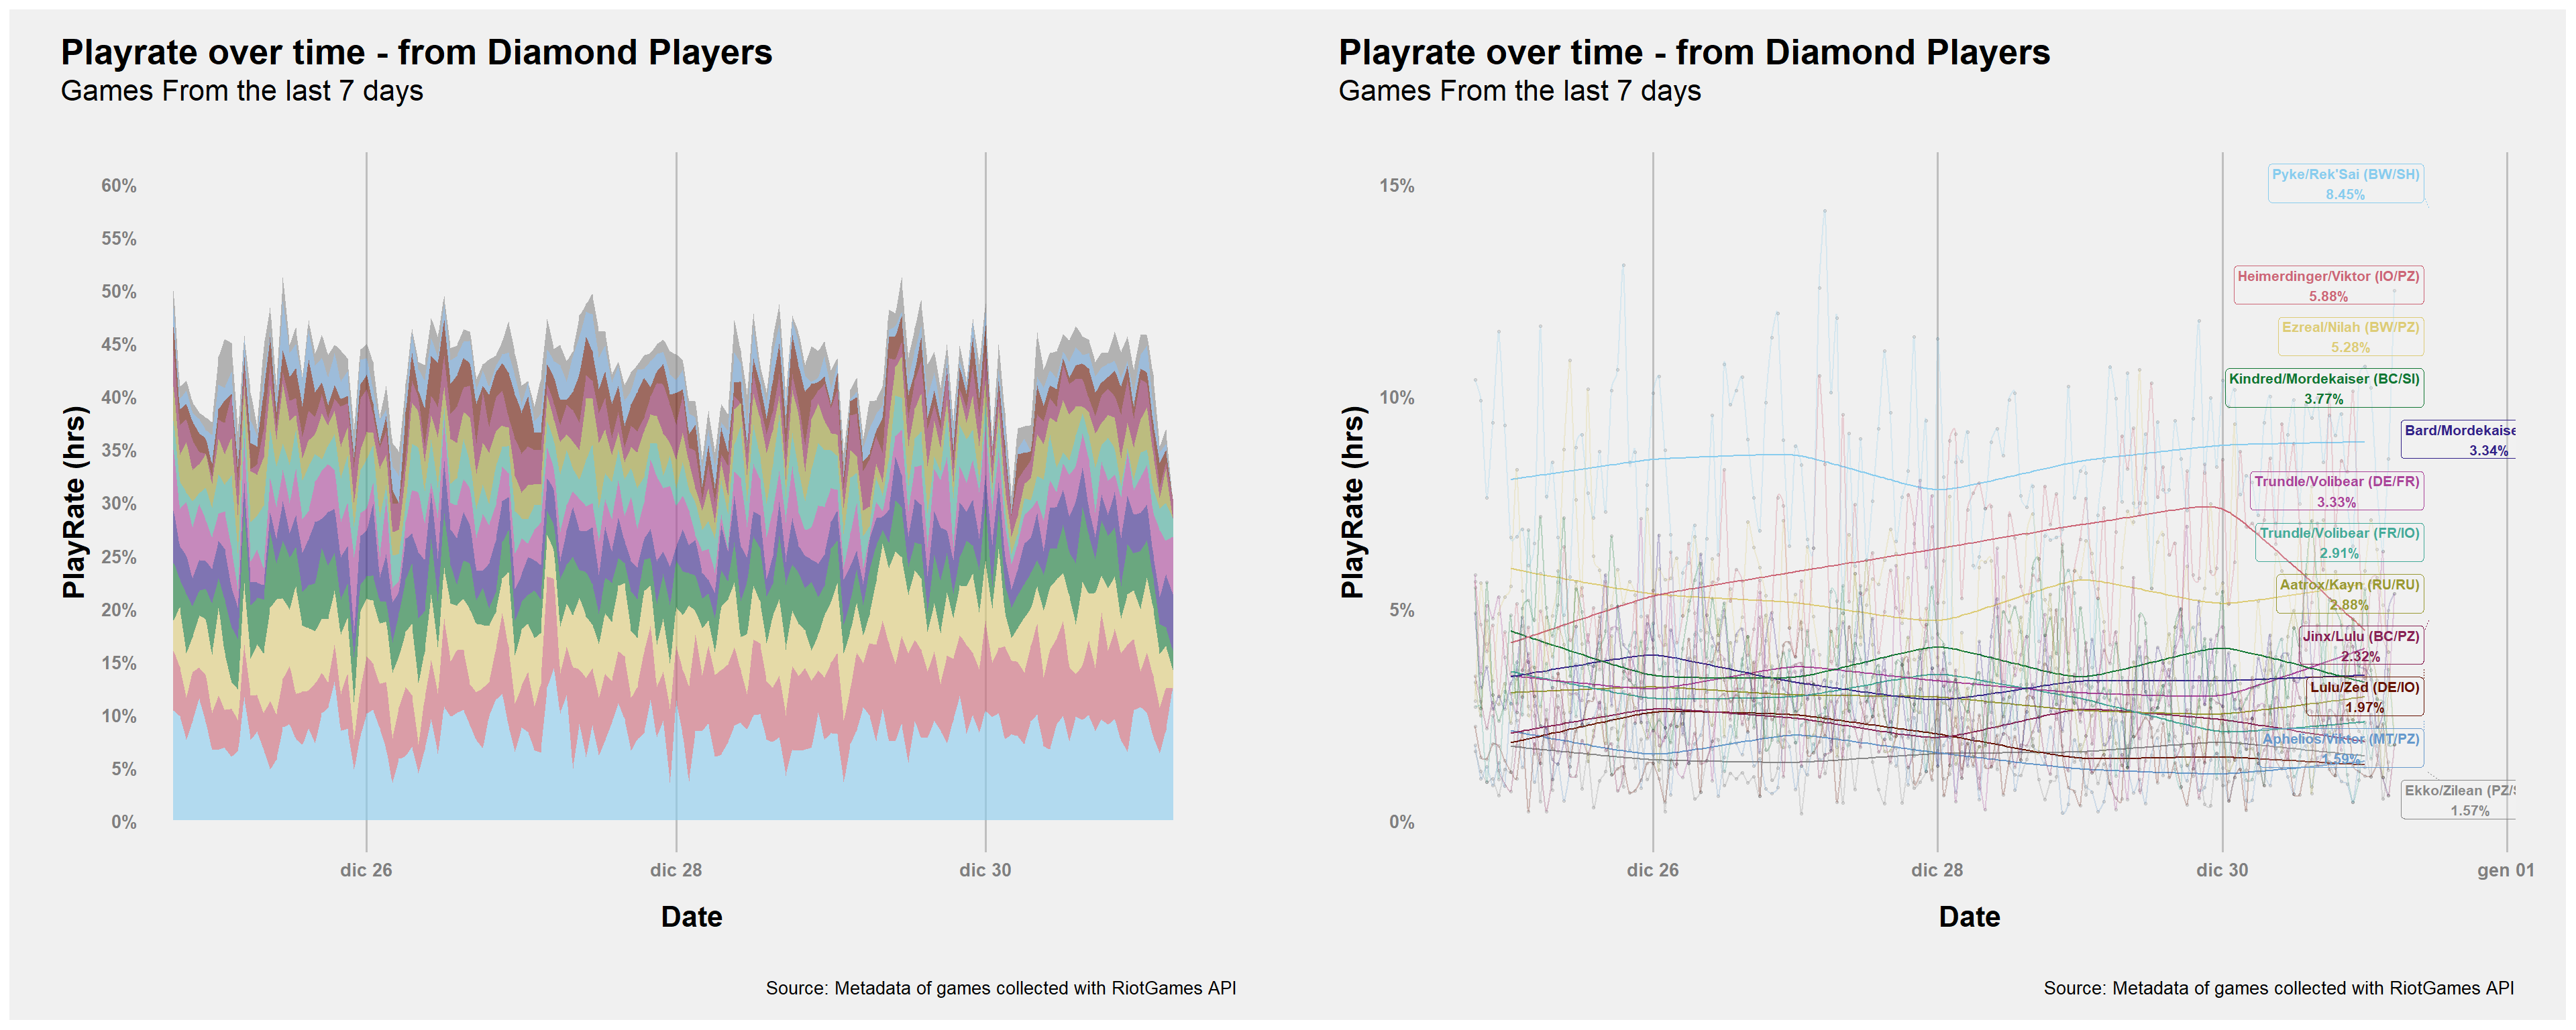 Playrate over time - from Diamond Players
Games From the last 7 days
60%
55%
50%
45%
40%
35%
30%
25%
20%
15%
10%
5%
0%
PlayRate (hrs)
dic 26
dic 28
dic 30
Date
Source: Metadata of games collected with RiotGames API
Playrate over time - from Diamond Players
Games From the last 7 days
15%
10%
5%
0%
PlayRate (hrs)
Pyke/Rek'Sai (BW/SH)
8.45%
Heimerdinger/Viktor (IO/PZ)
5.88%
Ezreal/Nilah (BW/PZ)
5.28%
Kindred/Mordekaiser (BC/SI)
3.77%
Bard/Mordekaise
3.34%
Trundle/Volibear (DE/FR)
3.33%
Trundle/Volibear (FR/IO)
2.91%
Aatrox/Kayn (RU/RU)
2.88%
Jinx/Lulu (BC/PZ)
2.32%
Lulu/Zed (DE/IO)
1.97%
Aphelios/Viktor (MT/PZ)
1.59%
Ekko/Zilean (PZ/S
1.57%
dic 26
dic 28
dic 30
gen 01
Date
Source: Metadata of games collected with RiotGames API